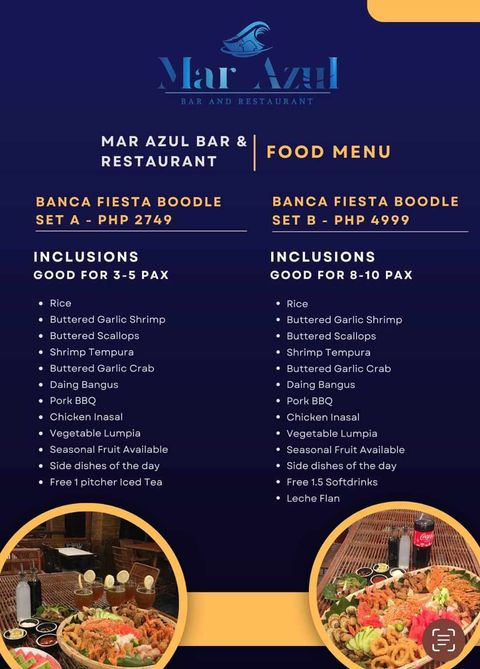 Mar Azul
BAR AND RESTAURANT
MAR AZUL BAR &
RESTAURANT
FOOD MENU
BANCA FIESTA BOODLE
SET A - PHP 2749
INCLUSIONS
GOOD FOR 3-5 PAX
Rice
Buttered Garlic Shrimp
Buttered Scallops
Shrimp Tempura
Buttered Garlic Crab
Daing Bangus
Pork BBQ
Chicken Inasal
Vegetable Lumpia
Seasonal Fruit Available
Side dishes of the day
Free 1 pitcher Iced Tea
BANCA FIESTA BOODLE
SET B - PHP 4999
INCLUSIONS
GOOD FOR 8-10 PAX
Rice
Buttered Garlic Shrimp
Buttered Scallops
Shrimp Tempura
Buttered Garlic Crab
Daing Bangus
Pork BBQ
Chicken Inasal
Vegetable Lumpia
Seasonal Fruit Available
Side dishes of the day
Free 1.5 Softdrinks
Leche Flan